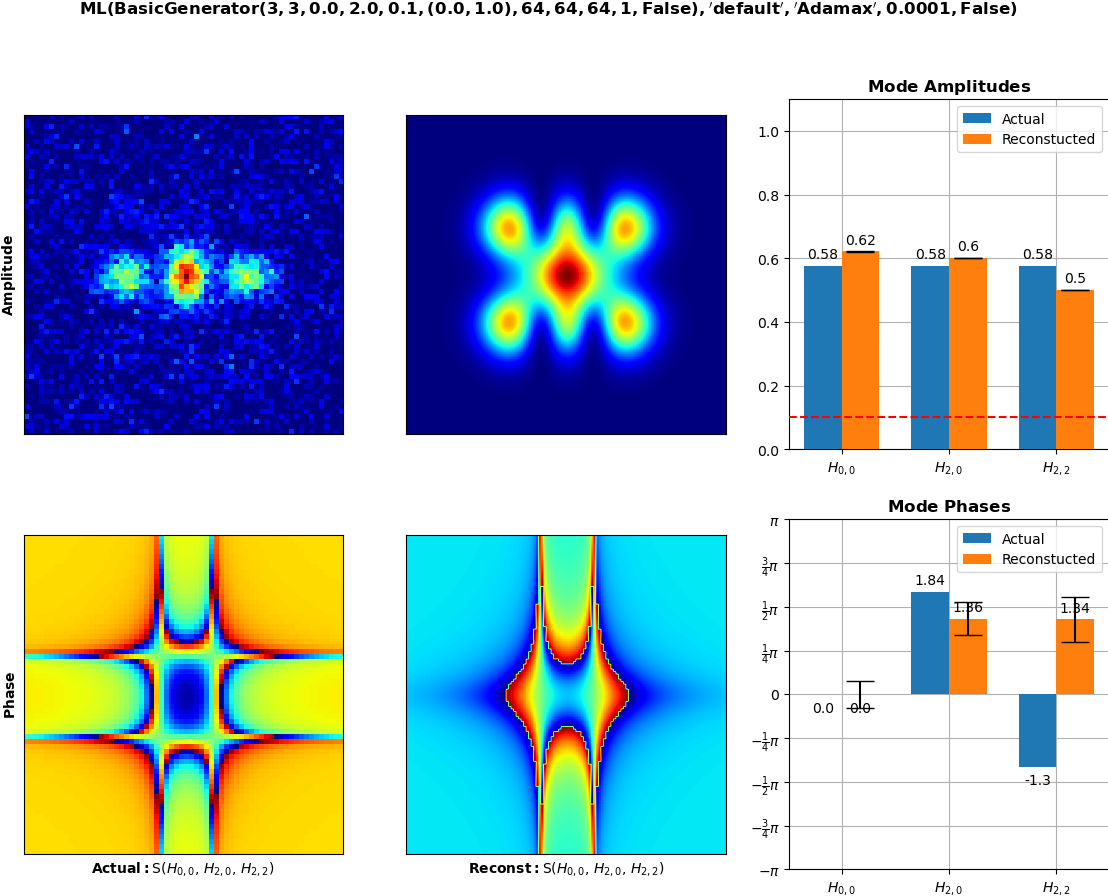 ML(BasicGenerator(3, 3, 0.0, 2.0, 0.1, (0.0, 1.0), 64, 64, 64, 1, False), 'default', 'Adamax', 0.0001, False)
Amplitude
Mode Amplitudes
Actual
Reconstucted
1.0
0.8
0.6
0.4
0.2
0.0
0.58
0.62
0.58
0.6
0.58
0.5
H0,0
H2,0
H2,2
Phase
Actual: S(H0,0, H2,0, H2,2)
Reconst: S(H0,0, H2,0, H2,2)
Mode Phases
Actual
Reconstucted
π
3/4π
1/2π
1/4π
0
−1/4π
−1/2π
−3/4π
−π
0.0
-0.0
1.84
1.36
-1.3
1.34
H0,0
H2,0
H2,2